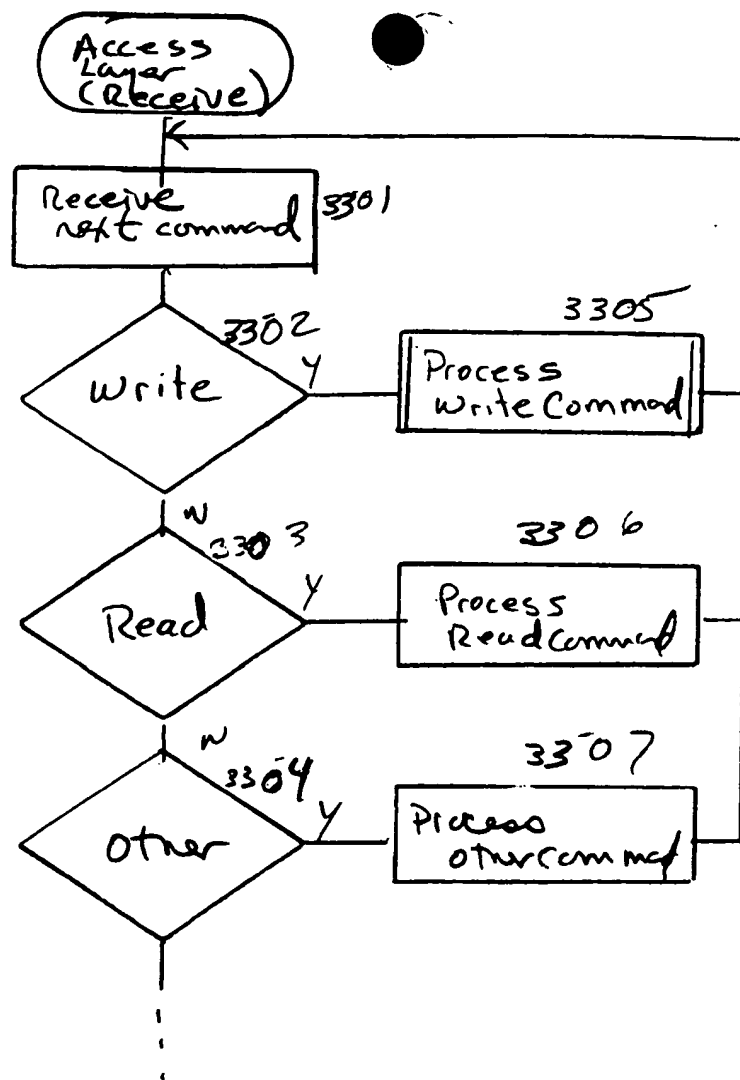 Access
Layer
(Receive)
Receive
next command
3301
3302
Write
Y
3305
Process
Write Command
N
3303
Read
Y
3306
Process
Read Command
N
3304
Other
Y
3307
Process
other command